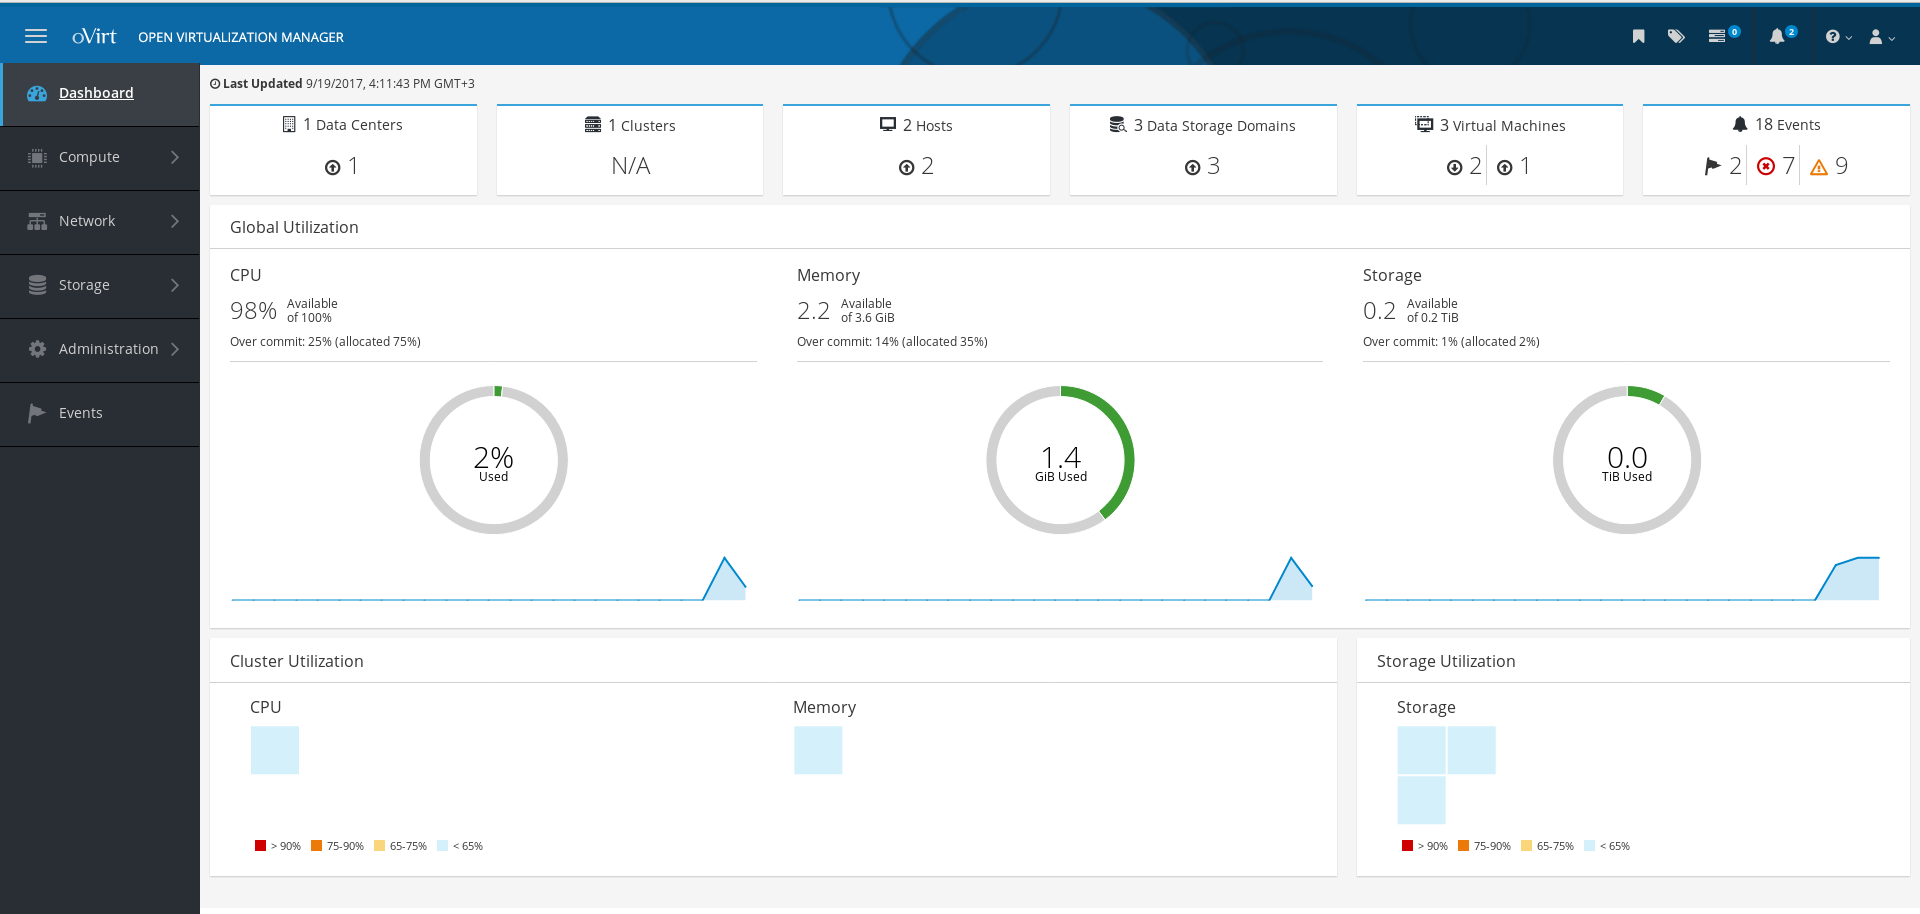 oVirt OPEN VIRTUALIZATION MANAGER 0 2
Dashboard
Compute
Network
Storage
Administration
Events
Last Updated 9/19/2017, 4:11:43 PM GMT+3
1 Data Centers
1
1 Clusters
N/A
2 Hosts
2
3 Data Storage Domains
3
3 Virtual Machines
2 1
18 Events
2 7 9
Global Utilization
CPU
98% Available
of 100%
Over commit: 25% (allocated 75%)
2%
Used
Memory
2.2 Available
of 3.6 GiB
Over commit: 14% (allocated 35%)
1.4
GiB Used
Storage
0.2 Available
of 0.2 TiB
Over commit: 1% (allocated 2%)
0.0
TiB Used
Cluster Utilization
CPU
Memory
> 90% 75-90% 65-75% < 65%
Storage Utilization
Storage
> 90% 75-90% 65-75% < 65%